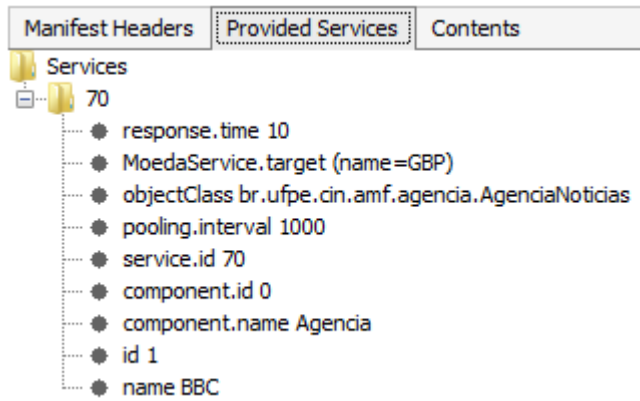 Manifest Headers Provided Services Contents
Services
70
response.time 10
MoedaService.target (name=GBP)
objectClass br.ufpe.cin.amf.agencia.AgenciaNoticias
pooling.interval 1000
service.id 70
component.id 0
component.name Agencia
id 1
name BBC